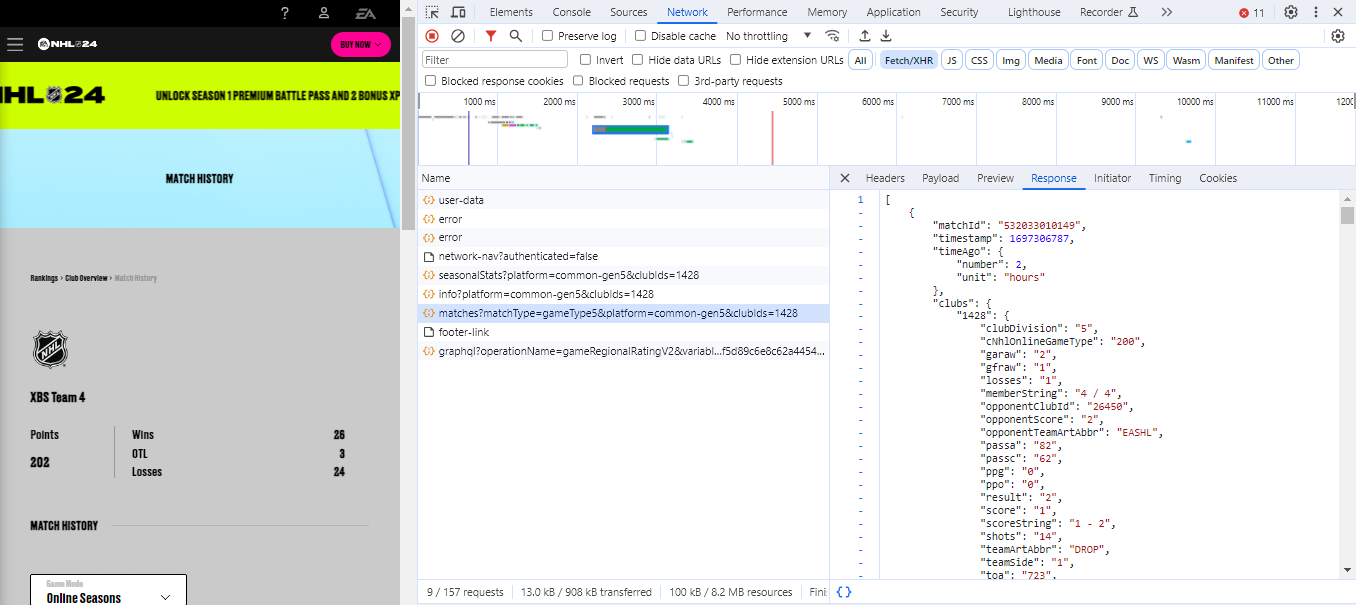 ? EA
EA NHL 24 BUY NOW
NHL 24 UNLOCK SEASON 1 PREMIUM BATTLE PASS AND 2 BONUS XP
MATCH HISTORY
Rankings › Club Overview › Match History
NHL
XBS Team 4
Points
202
Wins 26
OTL 3
Losses 24
MATCH HISTORY
Game Mode
Online Seasons
Elements Console Sources Network Performance Memory Application Security Lighthouse Recorder 11
Preserve log Disable cache No throttling
Filter Invert Hide data URLs Hide extension URLs All Fetch/XHR JS CSS Img Media Font Doc WS Wasm Manifest Other
Blocked response cookies Blocked requests 3rd-party requests
1000 ms 2000 ms 3000 ms 4000 ms 5000 ms 6000 ms 7000 ms 8000 ms 9000 ms 10000 ms 11000 ms 1200
Name
user-data
error
error
network-nav?authenticated=false
seasonalStats?platform=common-gen5&clubIds=1428
info?platform=common-gen5&clubIds=1428
matches?matchType=gameType5&platform=common-gen5&clubIds=1428
footer-link
graphql?operationName=gameRegionalRatingV2&variabl...f5d89c6e8c62a4454...
9 / 157 requests 13.0 kB / 908 kB transferred 100 kB / 8.2 MB resources Fini
Headers Payload Preview Response Initiator Timing Cookies
1 [
- {
- "matchId": "532033010149",
- "timestamp": 1697306787,
- "timeAgo": {
- "number": 2,
- "unit": "hours"
- },
- "clubs": {
- "1428": {
- "clubDivision": "5",
- "cNhlOnlineGameType": "200",
- "garaw": "2",
- "gfraw": "1",
- "losses": "1",
- "memberString": "4 / 4",
- "opponentClubId": "26450",
- "opponentScore": "2",
- "opponentTeamArtAbbr": "EASHL",
- "passa": "82",
- "passc": "62",
- "ppg": "0",
- "ppo": "0",
- "result": "2",
- "score": "1",
- "scoreString": "1 - 2",
- "shots": "14",
- "teamArtAbbr": "DROP",
- "teamSide": "1",
- "toa": "723",
{}